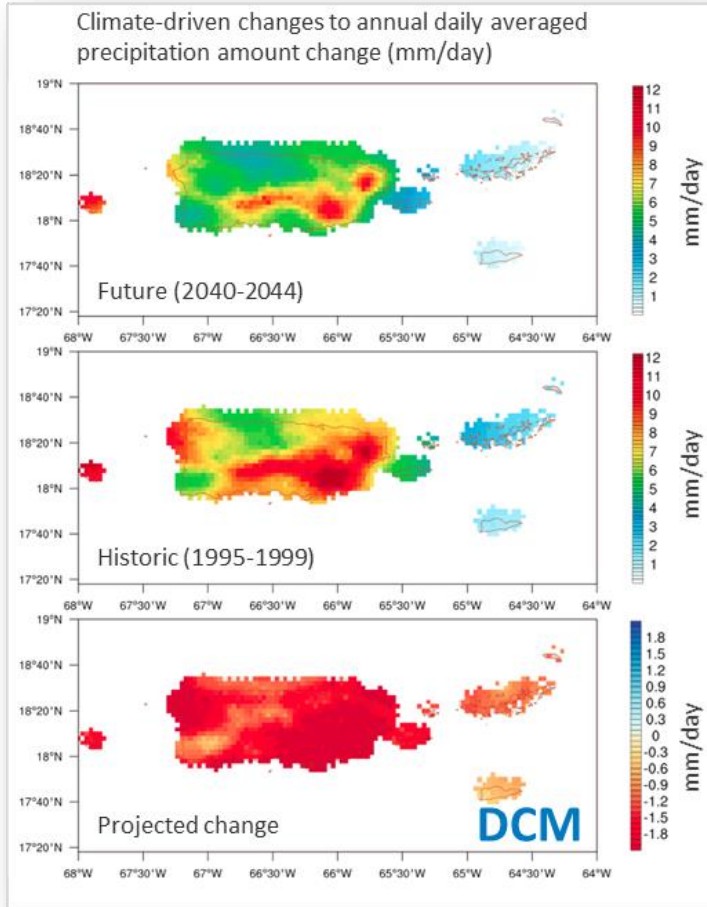 Climate-driven changes to annual daily averaged
precipitation amount change (mm/day)
19°N
18°40'N
18°20'N
18°N
17°40'N
17°20'N
Future (2040-2044)
68°W 67°30'W 67°W 66°30'W 66°W 65°30'W 65°W 64°30'W 64°W
12
11
10
9
8
7
6
5
4
3
2
1
mm/day
19°N
18°40'N
18°20'N
18°N
17°40'N
17°20'N
Historic (1995-1999)
68°W 67°30'W 67°W 66°30'W 66°W 65°30'W 65°W 64°30'W 64°W
12
11
10
9
8
7
6
5
4
3
2
1
mm/day
19°N
18°40'N
18°20'N
18°N
17°40'N
17°20'N
Projected change
DCM
68°W 67°30'W 67°W 66°30'W 66°W 65°30'W 65°W 64°30'W 64°W
1.8
1.5
1.2
0.9
0.6
0.3
0
-0.3
-0.6
-0.9
-1.2
-1.5
-1.8
mm/day